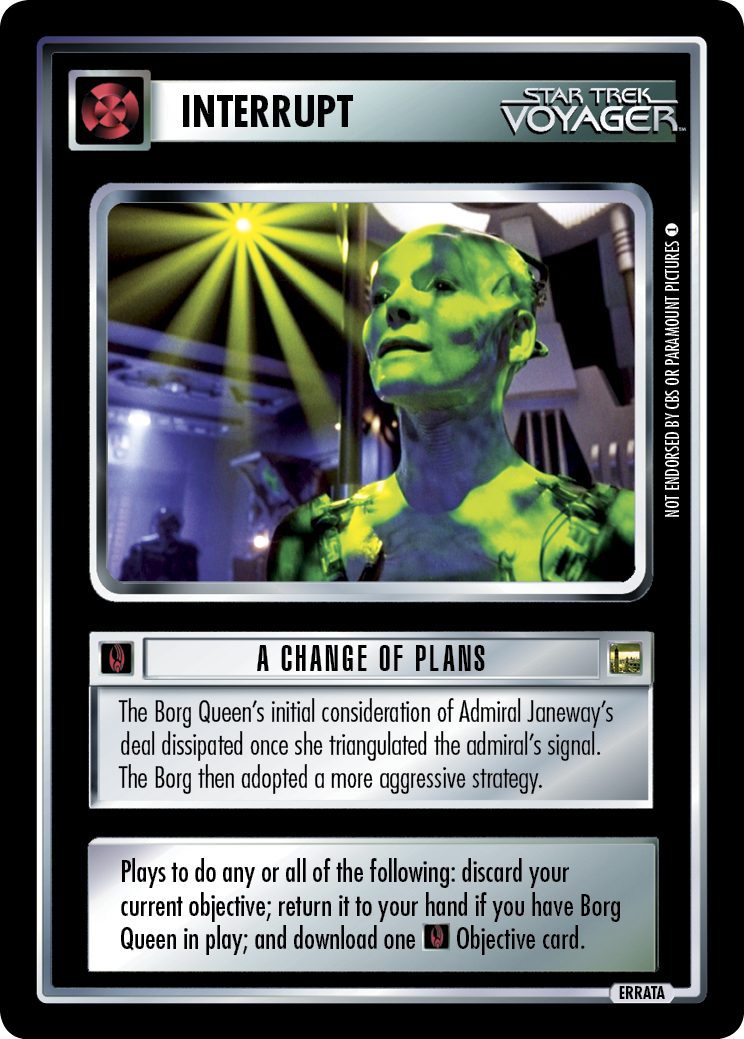 INTERRUPT
STAR TREK
VOYAGER™
NOT ENDORSED BY CBS OR PARAMOUNT PICTURES 1
A CHANGE OF PLANS
The Borg Queen's initial consideration of Admiral Janeway's
deal dissipated once she triangulated the admiral's signal.
The Borg then adopted a more aggressive strategy.
Plays to do any or all of the following: discard your
current objective; return it to your hand if you have Borg
Queen in play; and download one Objective card.
ERRATA